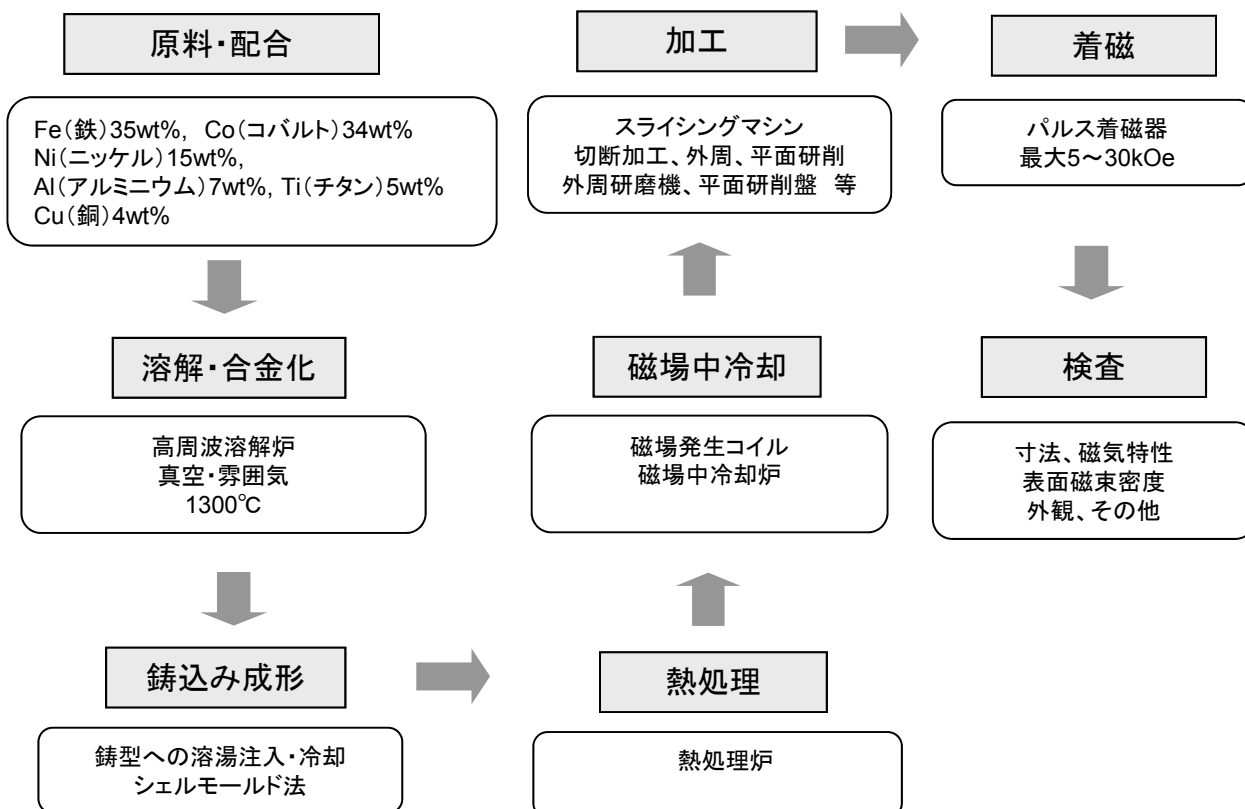 原料・配合
Fe（鉄）35wt%, Co（コバルト）34wt%
Ni（ニッケル）15wt%,
Al（アルミニウム）7wt%, Ti（チタン）5wt%
Cu（銅）4wt%
溶解・合金化
高周波溶解炉
真空・雰囲気
1300℃
鋳込み成形
鋳型への溶湯注入・冷却
シェルモールド法
熱処理
熱処理炉
磁場中冷却
磁場発生コイル
磁場中冷却炉
加工
スライシングマシン
切断加工、外周、平面研削
外周研磨機、平面研削盤 等
着磁
パルス着磁器
最大5～30kOe
検査
寸法、磁気特性
表面磁束密度
外観、その他